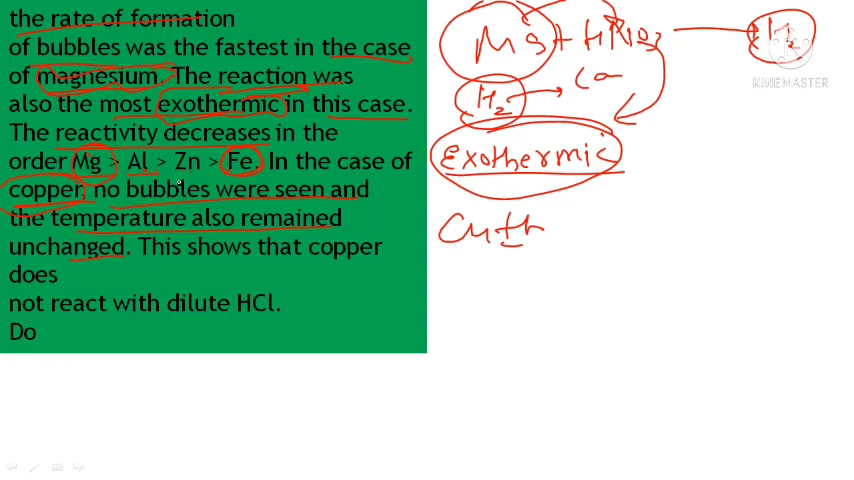 the rate of formation
of bubbles was the fastest in the case
of magnesium. The reaction was
also the most exothermic in this case.
The reactivity decreases in the
order Mg > Al > Zn > Fe. In the case of
copper, no bubbles were seen and
the temperature also remained
unchanged. This shows that copper
does
not react with dilute HCl.
Do
Mg + HNO3 → H2
H2 →
Exothermic
Cu + h
KINEMASTER